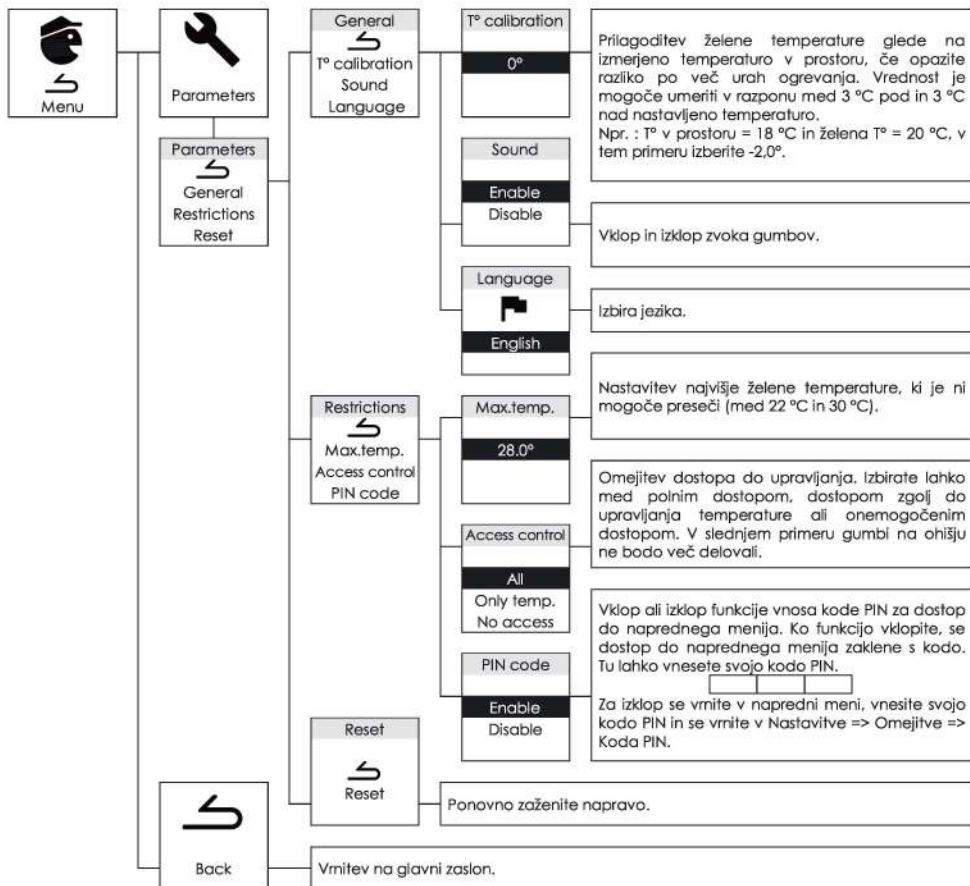 Menu
Parameters
Parameters
General
Restrictions
Reset
General
T° calibration
Sound
Language
T° calibration
0°
Prilagoditev želene temperature glede na
izmerjeno temperaturo v prostoru, če opazite
razliko po več urah ogrevanja. Vrednost je
mogoče umeriti v razponu med 3 °C pod in 3 °C
nad nastavljeno temperaturo.
Npr. : T° v prostoru = 18 °C in želena T° = 20 °C, v
tem primeru izberite -2,0°.
Sound
Enable
Disable
Vklop in izklop zvoka gumbov.
Language
English
Izbira jezika.
Restrictions
Max.temp.
Access control
PIN code
Max.temp.
28.0°
Nastavitev najvišje želene temperature, ki je ni
mogoče preseči (med 22 °C in 30 °C).
Access control
All
Only temp.
No access
Omejitev dostopa do upravljanja. Izbirate lahko
med polnim dostopom, dostopom zgolj do
upravljanja temperature ali onemogočenim
dostopom. V slednjem primeru gumbi na ohišju
ne bodo več delovali.
PIN code
Enable
Disable
Vklop ali izklop funkcije vnosa kode PIN za dostop
do naprednega menija. Ko funkcijo vklopite, se
dostop do naprednega menija zaklene s kodo.
Tu lahko vnesete svojo kodo PIN.
Za izklop se vrnite v napredni meni, vnesite svojo
kodo PIN in se vrnite v Nastavitve => Omejitve =>
Koda PIN.
Reset
Reset
Ponovno zaženite napravo.
Back
Vrnitev na glavni zaslon.